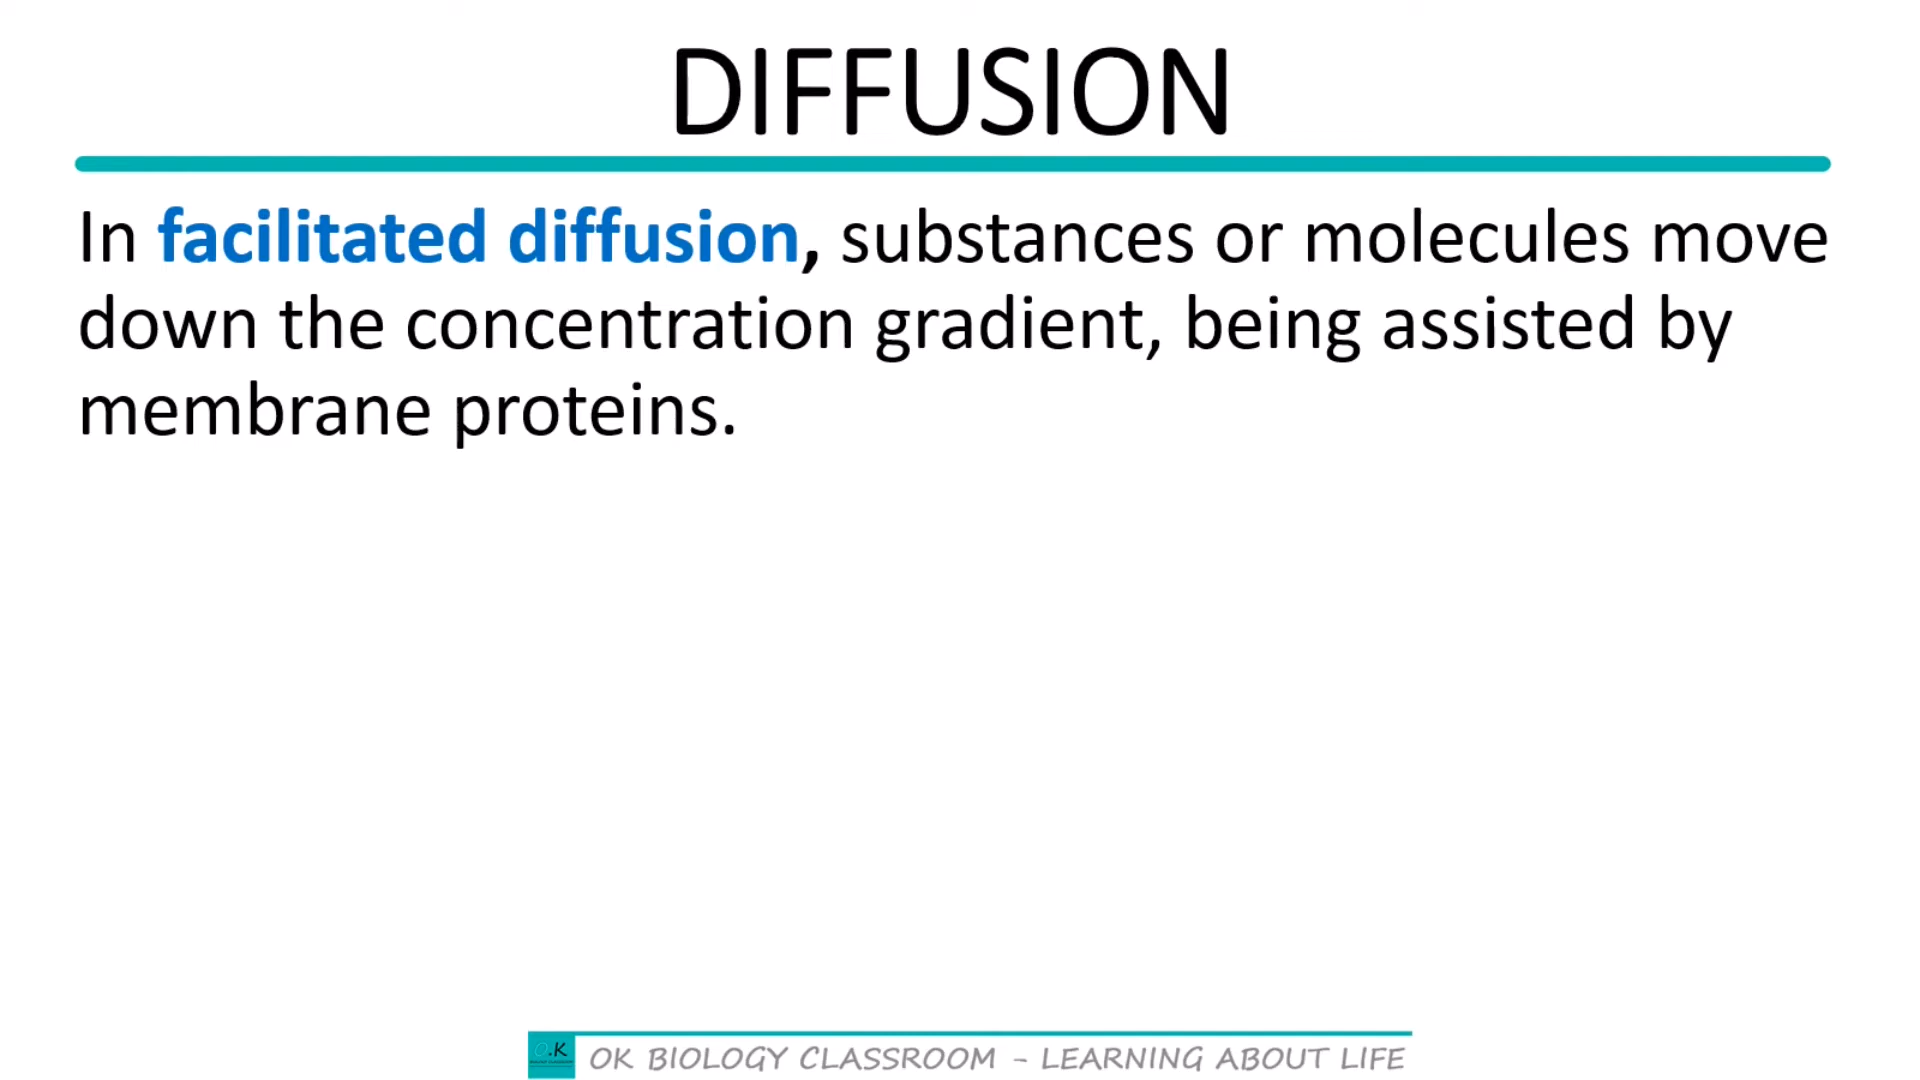 DIFFUSION
In facilitated diffusion, substances or molecules move
down the concentration gradient, being assisted by
membrane proteins.
O.K
OK BIOLOGY CLASSROOM - LEARNING ABOUT LIFE